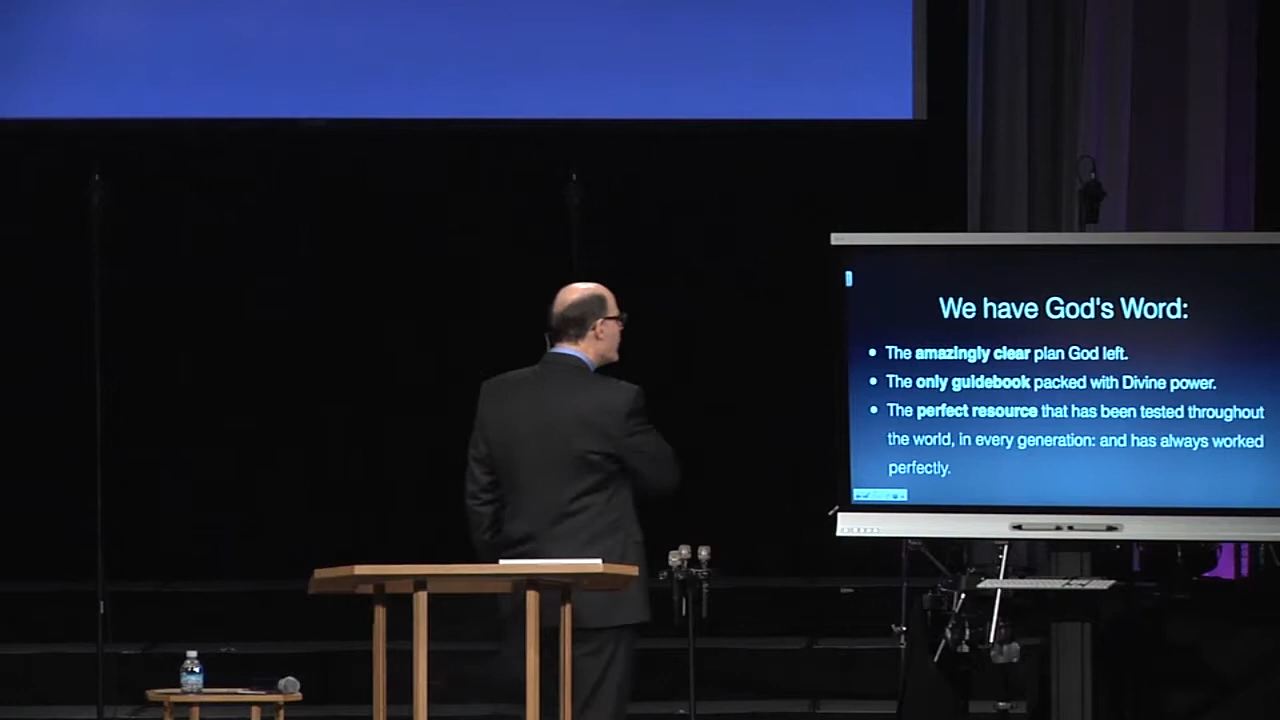 We have God's Word:
• The amazingly clear plan God left.
• The only guidebook packed with Divine power.
• The perfect resource that has been tested throughout
the world, in every generation: and has always worked
perfectly.